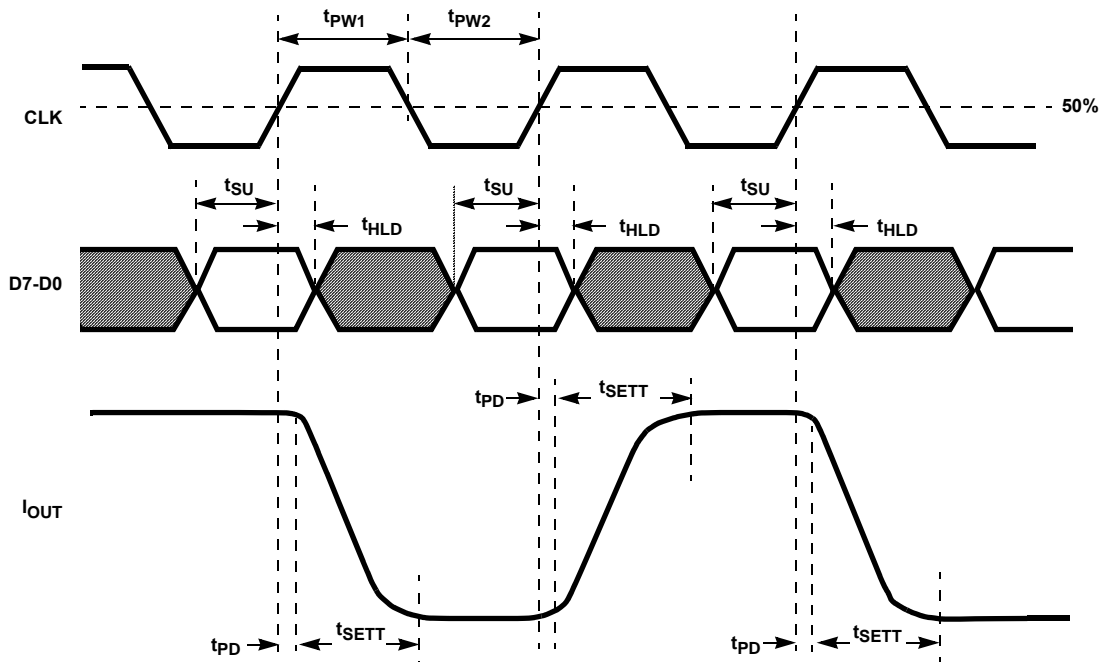 tPW1 tPW2
CLK
50%
tSU tSU tSU
tHLD tHLD tHLD
D7-D0
tPD tSETT
IOUT
tPD tSETT tPD tSETT